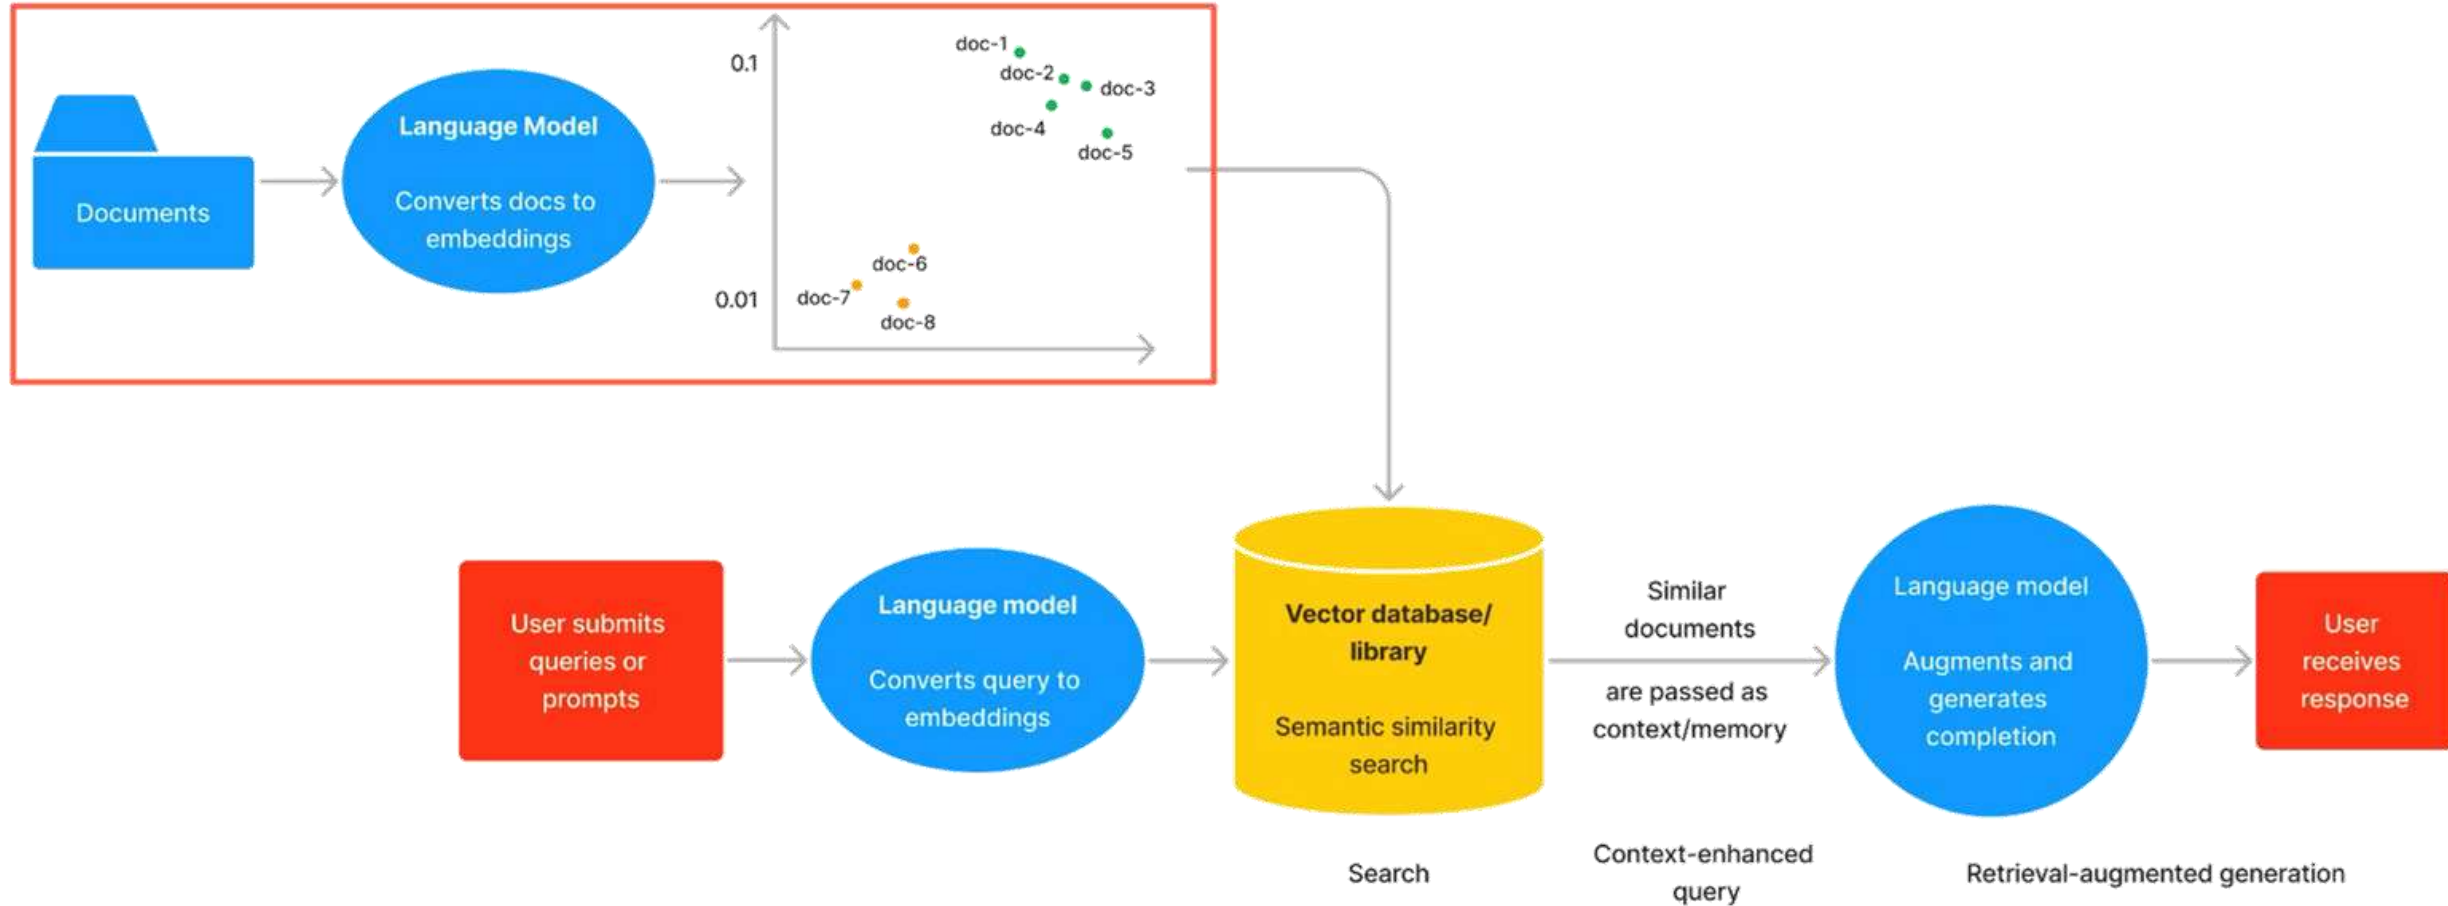 Documents
Language Model
Converts docs to
embeddings
0.1
0.01
doc-1
doc-2
doc-3
doc-4
doc-5
doc-6
doc-7
doc-8
User submits
queries or
prompts
Language model
Converts query to
embeddings
Vector database/
library
Semantic similarity
search
Similar
documents
are passed as
context/memory
Language model
Augments and
generates
completion
User
receives
response
Search
Context-enhanced
query
Retrieval-augmented generation